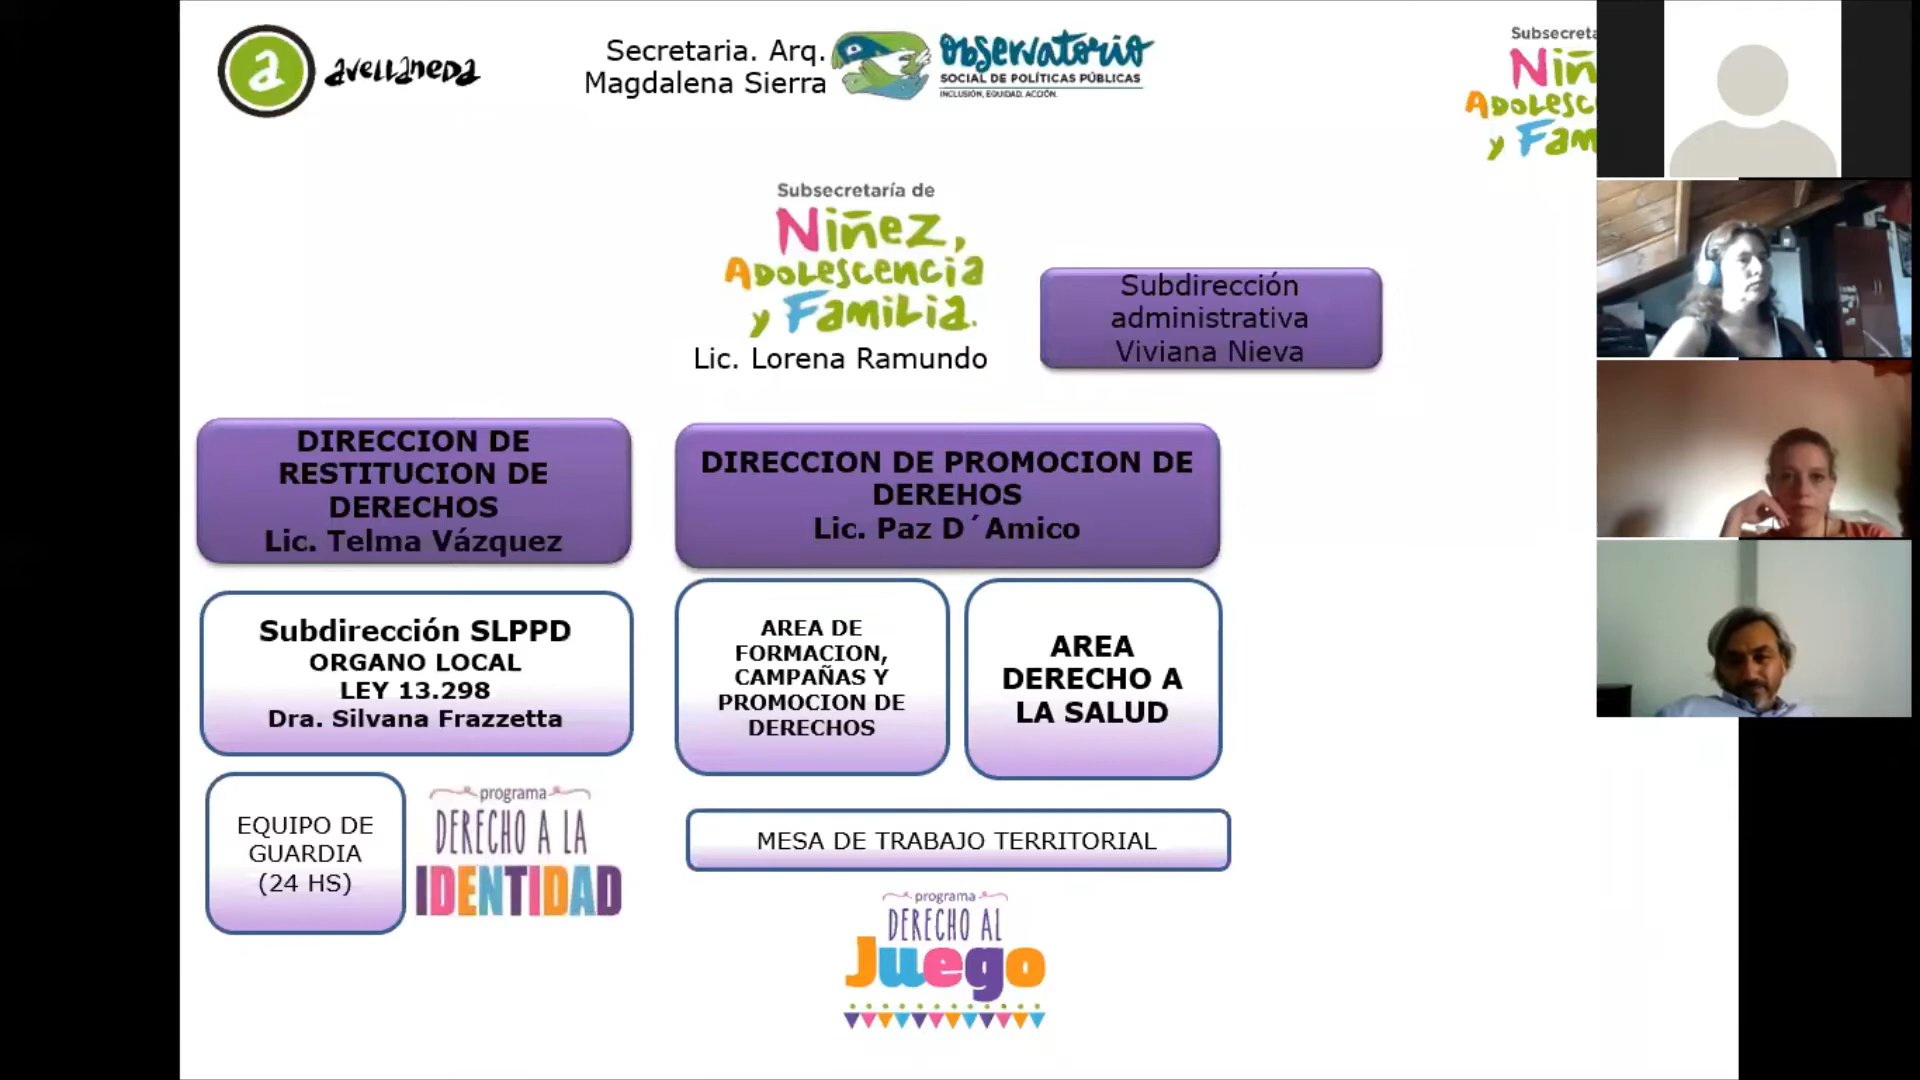 avellaneda
Secretaria. Arq.
Magdalena Sierra
observatorio
SOCIAL DE POLÍTICAS PÚBLICAS
INCLUSIÓN, EQUIDAD, ACCIÓN.
Subsecreta
Niñ
Adolesc
y Fam
Subsecretaría de
Niñez,
Adolescencia
y Familia.
Lic. Lorena Ramundo
Subdirección
administrativa
Viviana Nieva
DIRECCION DE
RESTITUCION DE
DERECHOS
Lic. Telma Vázquez
DIRECCION DE PROMOCION DE
DEREHOS
Lic. Paz D´Amico
Subdirección SLPPD
ORGANO LOCAL
LEY 13.298
Dra. Silvana Frazzetta
AREA DE
FORMACION,
CAMPAÑAS Y
PROMOCION DE
DERECHOS
AREA
DERECHO A
LA SALUD
EQUIPO DE
GUARDIA
(24 HS)
programa
DERECHO A LA
IDENTIDAD
MESA DE TRABAJO TERRITORIAL
programa
DERECHO AL
Juego